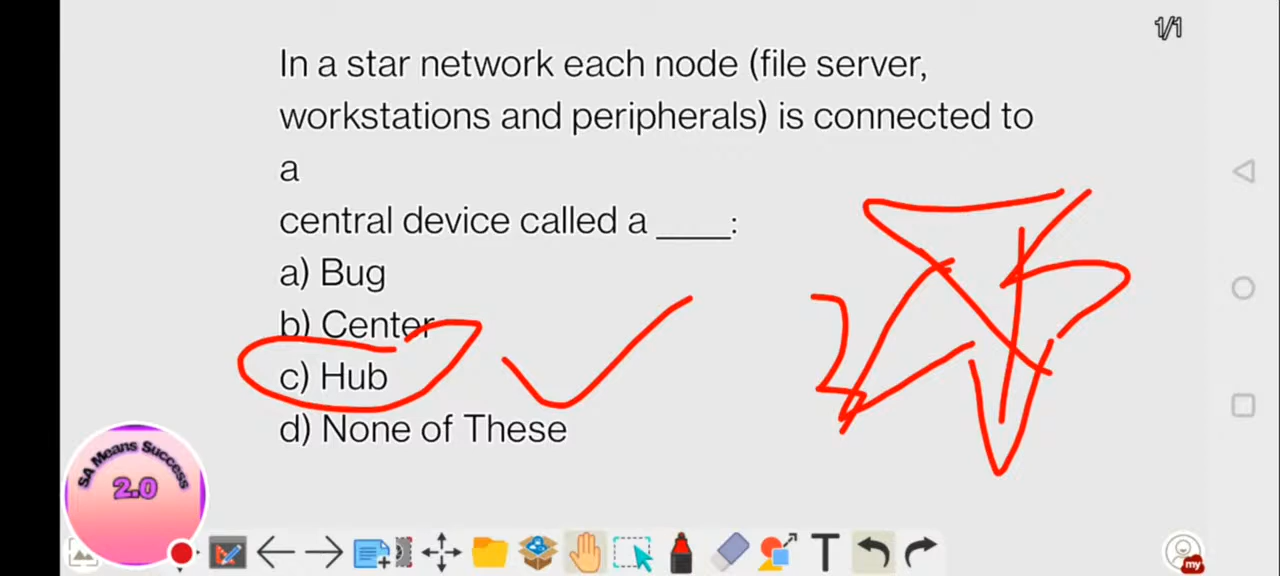 1/1
In a star network each node (file server,
workstations and peripherals) is connected to
a
central device called a ____:
a) Bug
b) Center
c) Hub
d) None of These
SA Means Success
2.0
T
my